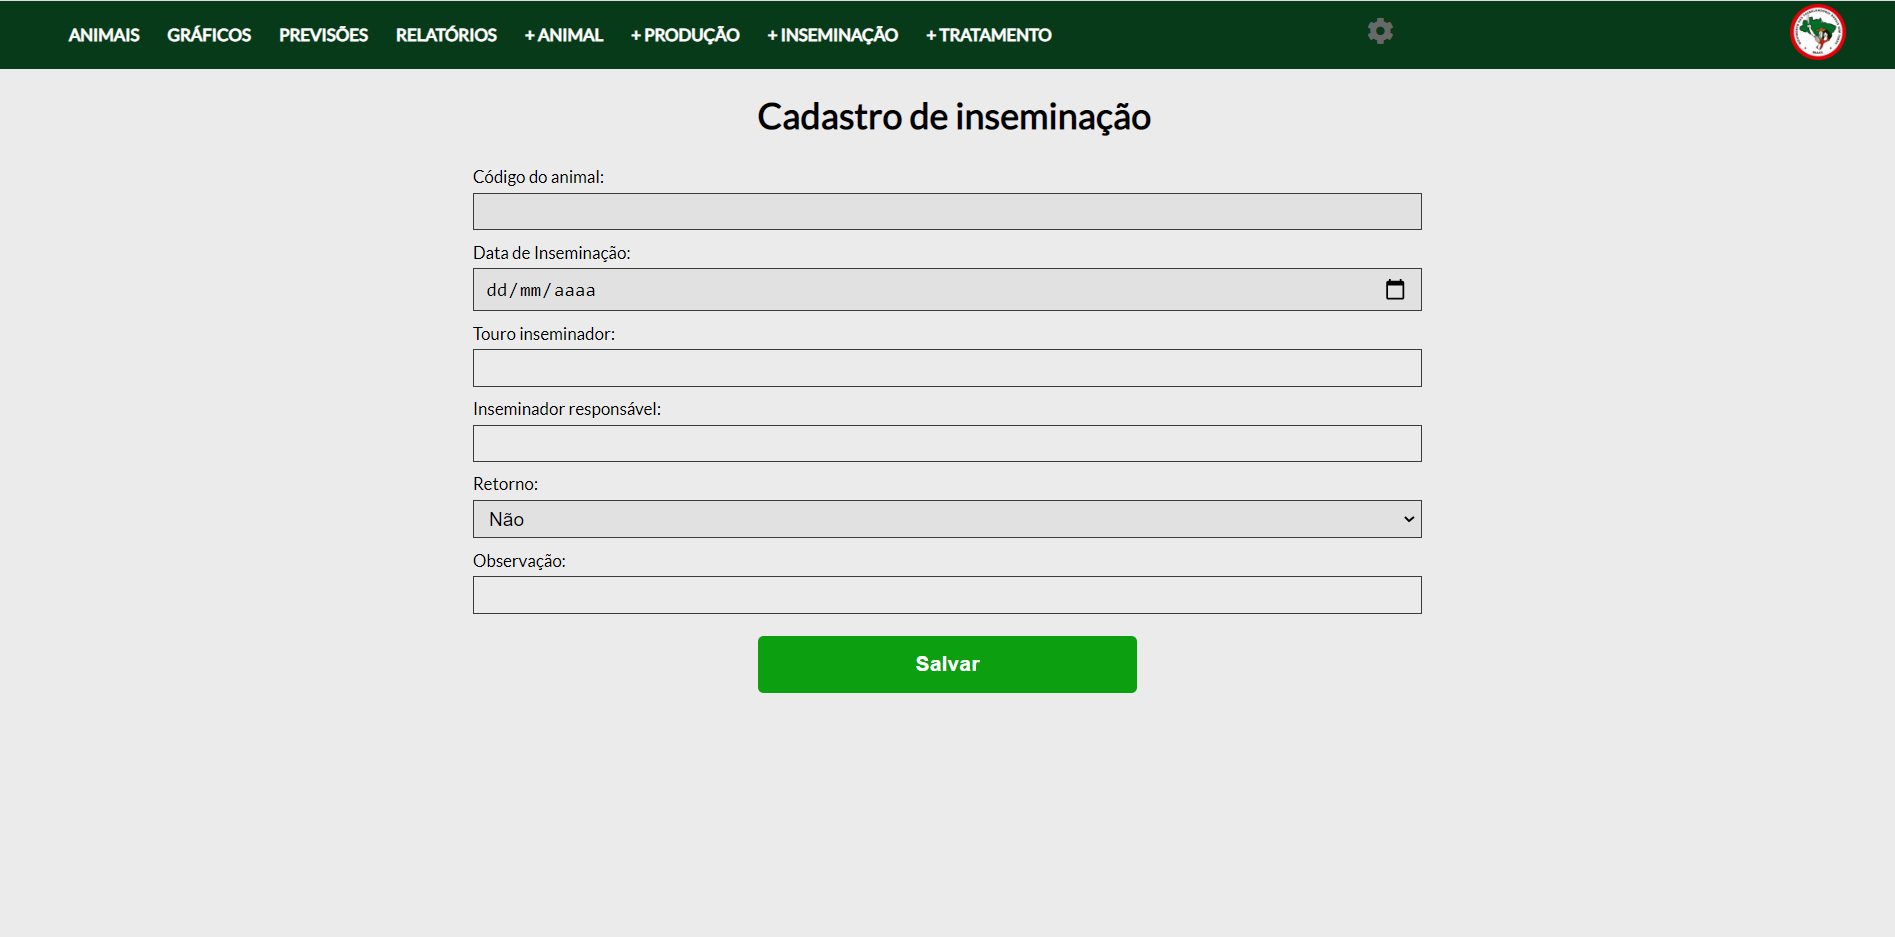 ANIMAIS GRÁFICOS PREVISÕES RELATÓRIOS + ANIMAL + PRODUÇÃO + INSEMINAÇÃO + TRATAMENTO
Cadastro de inseminação
Código do animal:
Data de Inseminação:
dd/mm/aaaa
Touro inseminador:
Inseminador responsável:
Retorno:
Não
Observação:
Salvar